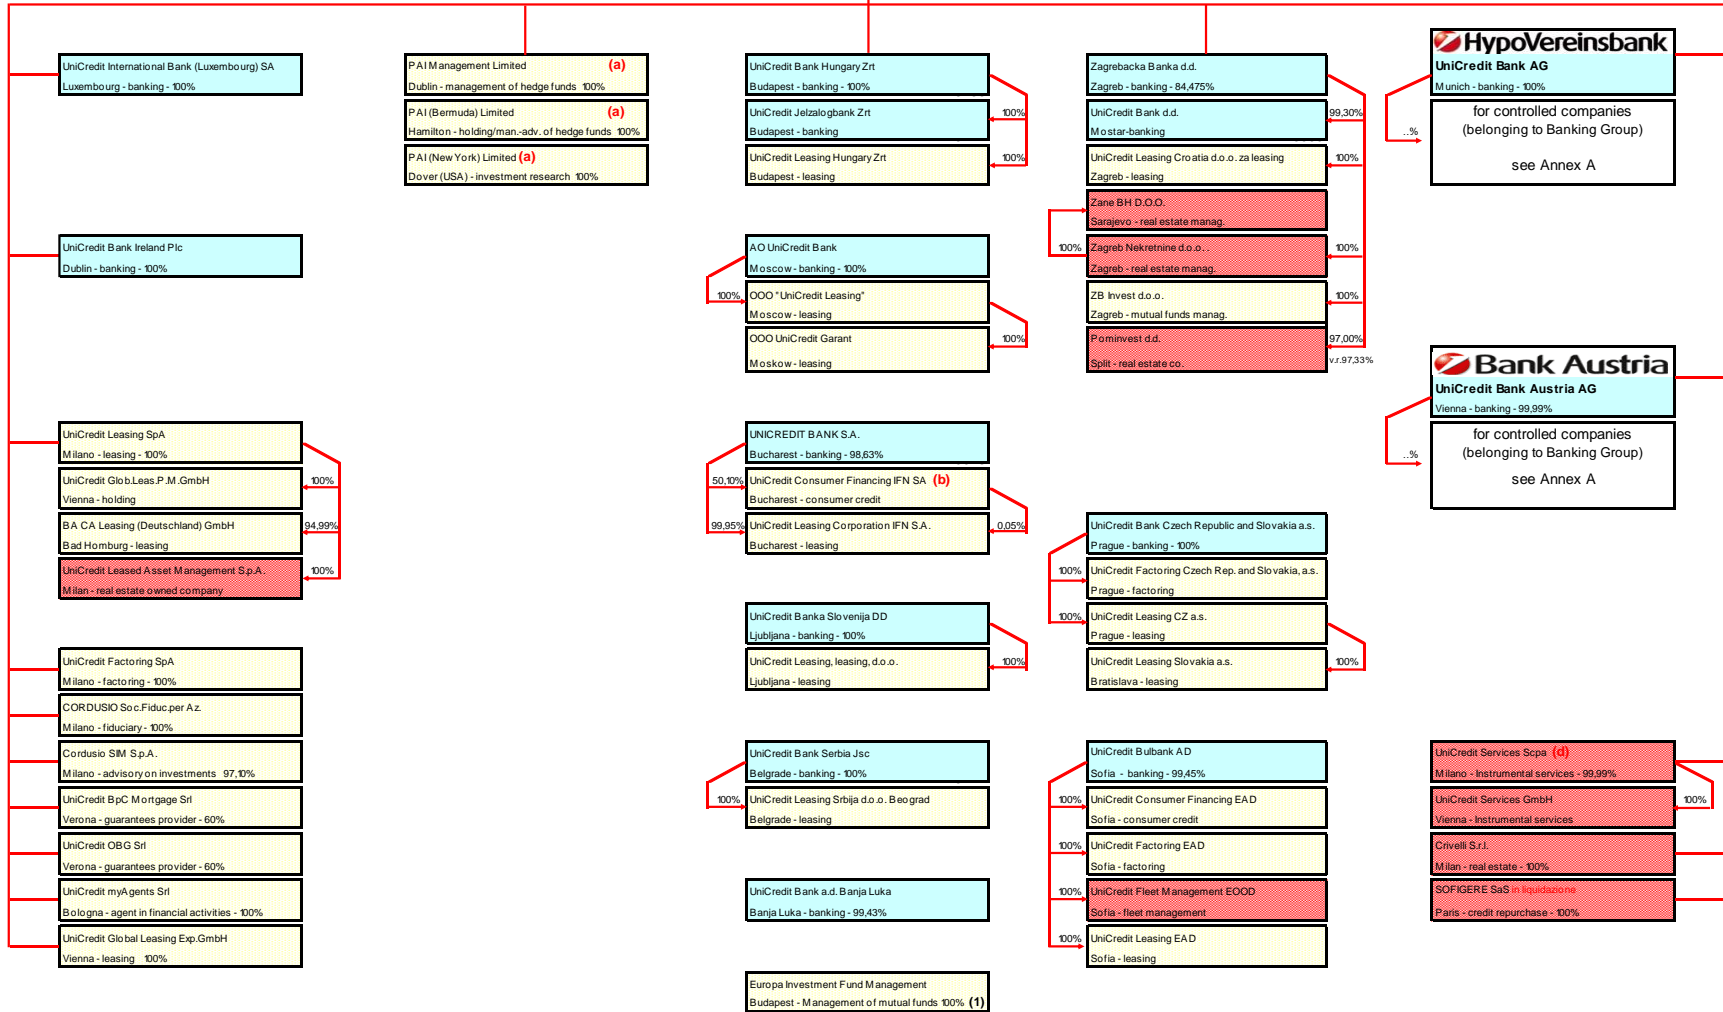 UniCredit International Bank (Luxembourg) SA
Luxembourg - banking - 100%
UniCredit Bank Ireland Plc
Dublin - banking - 100%
UniCredit Leasing SpA
Milano - leasing - 100%
UniCredit Glob.Leas.P.M.GmbH
Vienna - holding
100%
BA CA Leasing (Deutschland) GmbH
Bad Homburg - leasing
94,99%
UniCredit Leased Asset Management S.p.A.
Milan - real estate owned company
100%
UniCredit Factoring SpA
Milano - factoring - 100%
CORDUSIO Soc.Fiduc.per Az.
Milano - fiduciary - 100%
Cordusio SIM S.p.A.
Milano - advisory on investments 97,10%
UniCredit BpC Mortgage Srl
Verona - guarantees provider - 60%
UniCredit OBG Srl
Verona - guarantees provider - 60%
UniCredit myAgents Srl
Bologna - agent in financial activities - 100%
UniCredit Global Leasing Exp.GmbH
Vienna - leasing 100%
PAI Management Limited (a)
Dublin - management of hedge funds 100%
PAI (Bermuda) Limited (a)
Hamilton - holding/man.-adv. of hedge funds 100%
PAI (New York) Limited (a)
Dover (USA) - investment research 100%
UniCredit Bank Hungary Zrt
Budapest - banking - 100%
UniCredit Jelzalogbank Zrt
Budapest - banking
100%
UniCredit Leasing Hungary Zrt
Budapest - leasing
100%
AO UniCredit Bank
Moscow - banking - 100%
100%
OOO "UniCredit Leasing"
Moscow - leasing
OOO UniCredit Garant
Moskow - leasing
100%
UNICREDIT BANK S.A.
Bucharest - banking - 98,63%
50,10%
UniCredit Consumer Financing IFN SA (b)
Bucharest - consumer credit
99,95%
UniCredit Leasing Corporation IFN S.A.
Bucharest - leasing
0,05%
UniCredit Banka Slovenija DD
Ljubljana - banking - 100%
UniCredit Leasing, leasing, d.o.o.
Ljubljana - leasing
100%
UniCredit Bank Serbia Jsc
Belgrade - banking - 100%
100%
UniCredit Leasing Srbija d.o.o. Beograd
Belgrade - leasing
UniCredit Bank a.d. Banja Luka
Banja Luka - banking - 99,43%
Europa Investment Fund Management
Budapest - Management of mutual funds 100% (1)
Zagrebacka Banka d.d.
Zagreb - banking - 84,475%
UniCredit Bank d.d.
Mostar-banking
99,30%
UniCredit Leasing Croatia d.o.o. za leasing
Zagreb - leasing
100%
Zane BH D.O.O.
Sarajevo - real estate manag.
100%
Zagreb Nekretnine d.o.o. .
Zagreb - real estate manag.
100%
ZB Invest d.o.o.
Zagreb - mutual funds manag.
100%
Pominvest d.d.
Split - real estate co.
97,00%
v.r.97,33%
UniCredit Bank Czech Republic and Slovakia a.s.
Prague - banking - 100%
100%
UniCredit Factoring Czech Rep. and Slovakia, a.s.
Prague - factoring
100%
UniCredit Leasing CZ a.s.
Prague - leasing
UniCredit Leasing Slovakia a.s.
Bratislava - leasing
100%
UniCredit Bulbank AD
Sofia - banking - 99,45%
100%
UniCredit Consumer Financing EAD
Sofia - consumer credit
100%
UniCredit Factoring EAD
Sofia - factoring
100%
UniCredit Fleet Management EOOD
Sofia - fleet management
100%
UniCredit Leasing EAD
Sofia - leasing
HypoVereinsbank
UniCredit Bank AG
Munich - banking - 100%
..%
for controlled companies
(belonging to Banking Group)
see Annex A
Bank Austria
UniCredit Bank Austria AG
Vienna - banking - 99,99%
..%
for controlled companies
(belonging to Banking Group)
see Annex A
UniCredit Services Scpa (d)
Milano - Instrumental services - 99,99%
UniCredit Services GmbH
Vienna - Instrumental services
100%
Crivelli S.r.l.
Milan - real estate - 100%
SOFIGERE SaS in liquidazione
Paris - credit repurchase - 100%